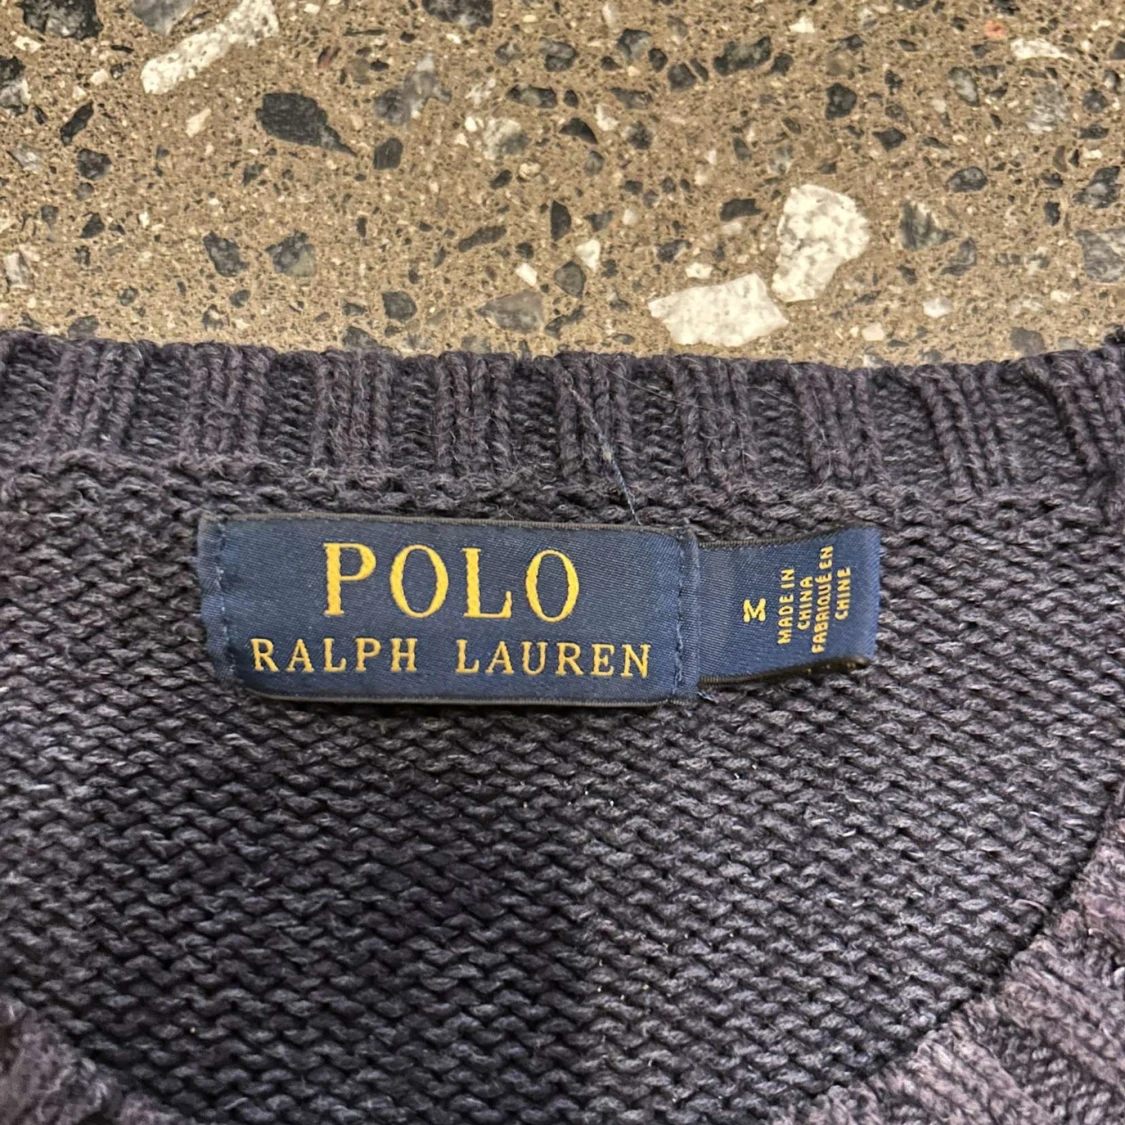 POLO
RALPH LAUREN
M
MADE IN
CHINA
FABRIQUÉ EN
CHINE